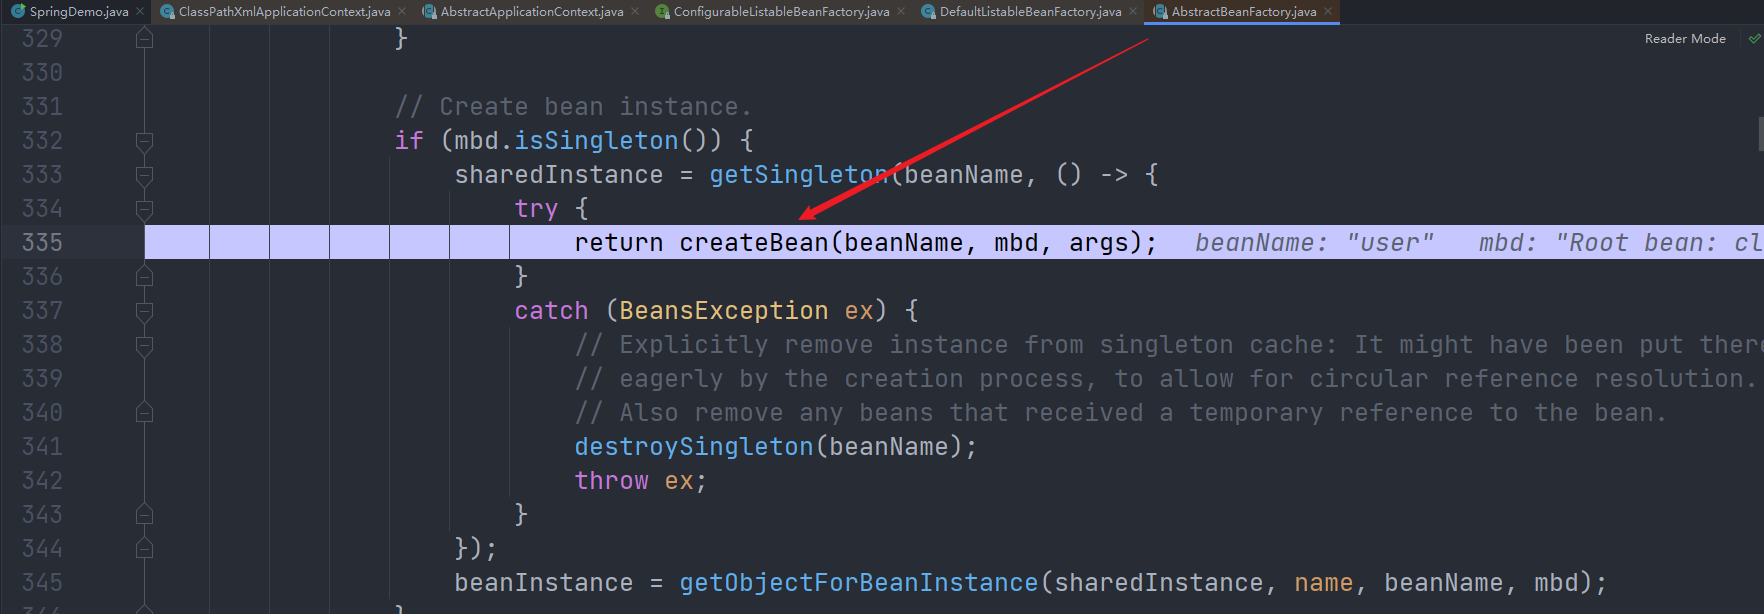 SpringDemo.java ClassPathXmlApplicationContext.java AbstractApplicationContext.java ConfigurableListableBeanFactory.java DefaultListableBeanFactory.java AbstractBeanFactory.java
Reader Mode
329 }
330
331 // Create bean instance.
332 if (mbd.isSingleton()) {
333 sharedInstance = getSingleton(beanName, () -> {
334 try {
335 return createBean(beanName, mbd, args); beanName: "user" mbd: "Root bean: cl
336 }
337 catch (BeansException ex) {
338 // Explicitly remove instance from singleton cache: It might have been put there
339 // eagerly by the creation process, to allow for circular reference resolution.
340 // Also remove any beans that received a temporary reference to the bean.
341 destroySingleton(beanName);
342 throw ex;
343 }
344 });
345 beanInstance = getObjectForBeanInstance(sharedInstance, name, beanName, mbd);